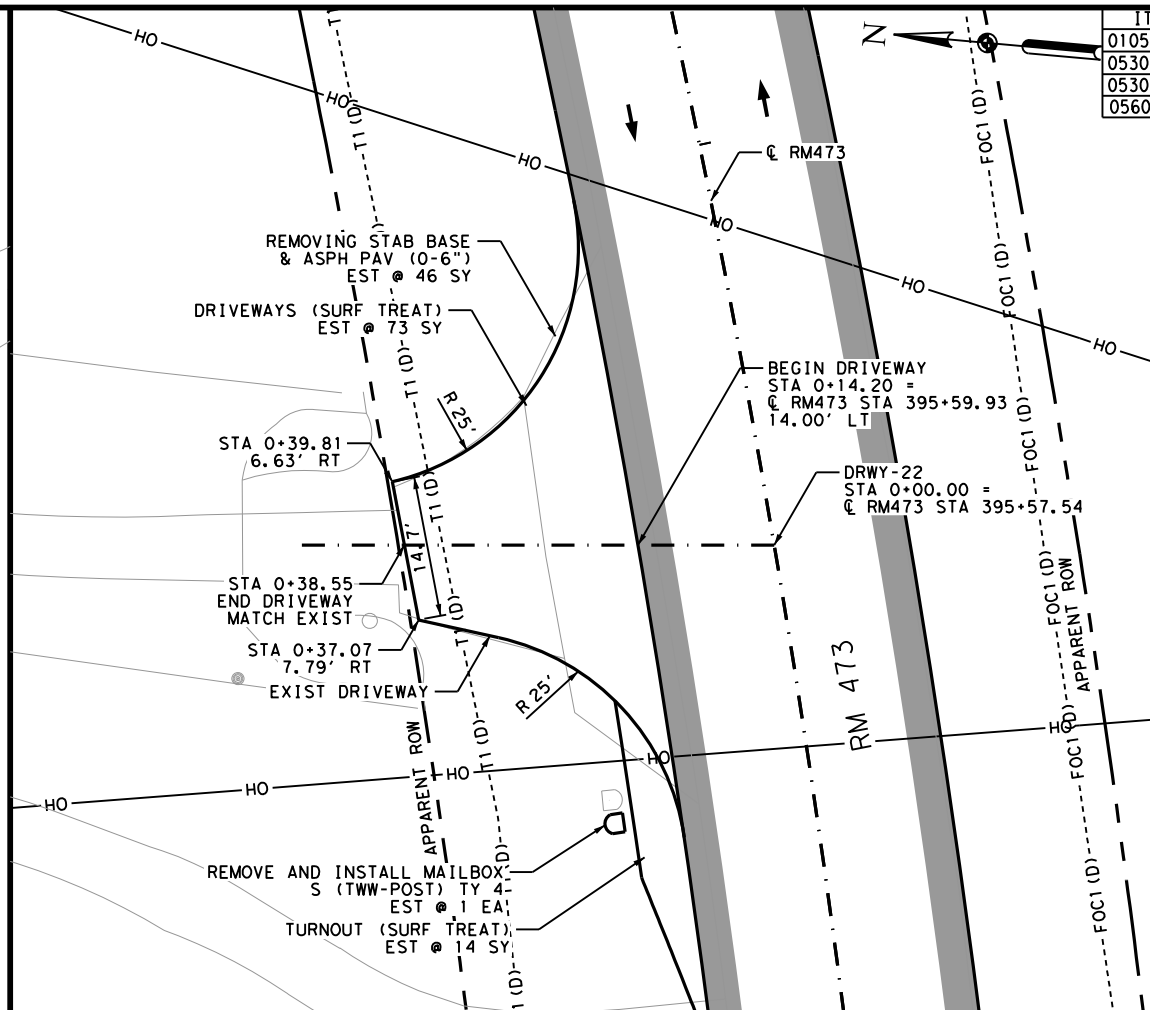 IT
0105
0530
0530
0560
N
HO
HO
HO
HO
HO
HO
T1
T1 (D)
T1 (D)
T1 (D)
T1 (D)
T1 (D)
T1 (D)
T1 (D)
FOC1 (D)
FOC1 (D)
FOC1 (D)
FOC1 (D)
FOC1 (D)
FOC1 (D)
℄ RM473
REMOVING STAB BASE
& ASPH PAV (0-6")
EST @ 46 SY
DRIVEWAYS (SURF TREAT)
EST @ 73 SY
R 25'
BEGIN DRIVEWAY
STA 0+14.20 =
℄ RM473 STA 395+59.93
14.00' LT
STA 0+39.81
6.63' RT
DRWY-22
STA 0+00.00 =
℄ RM473 STA 395+57.54
14.7'
STA 0+38.55
END DRIVEWAY
MATCH EXIST
STA 0+37.07
7.79' RT
EXIST DRIVEWAY
R 25'
APPARENT ROW
RM 473
APPARENT ROW
HO
HO
HO
HO
HO
REMOVE AND INSTALL MAILBOX
S (TWW-POST) TY 4
EST @ 1 EA
TURNOUT (SURF TREAT)
EST @ 14 SY